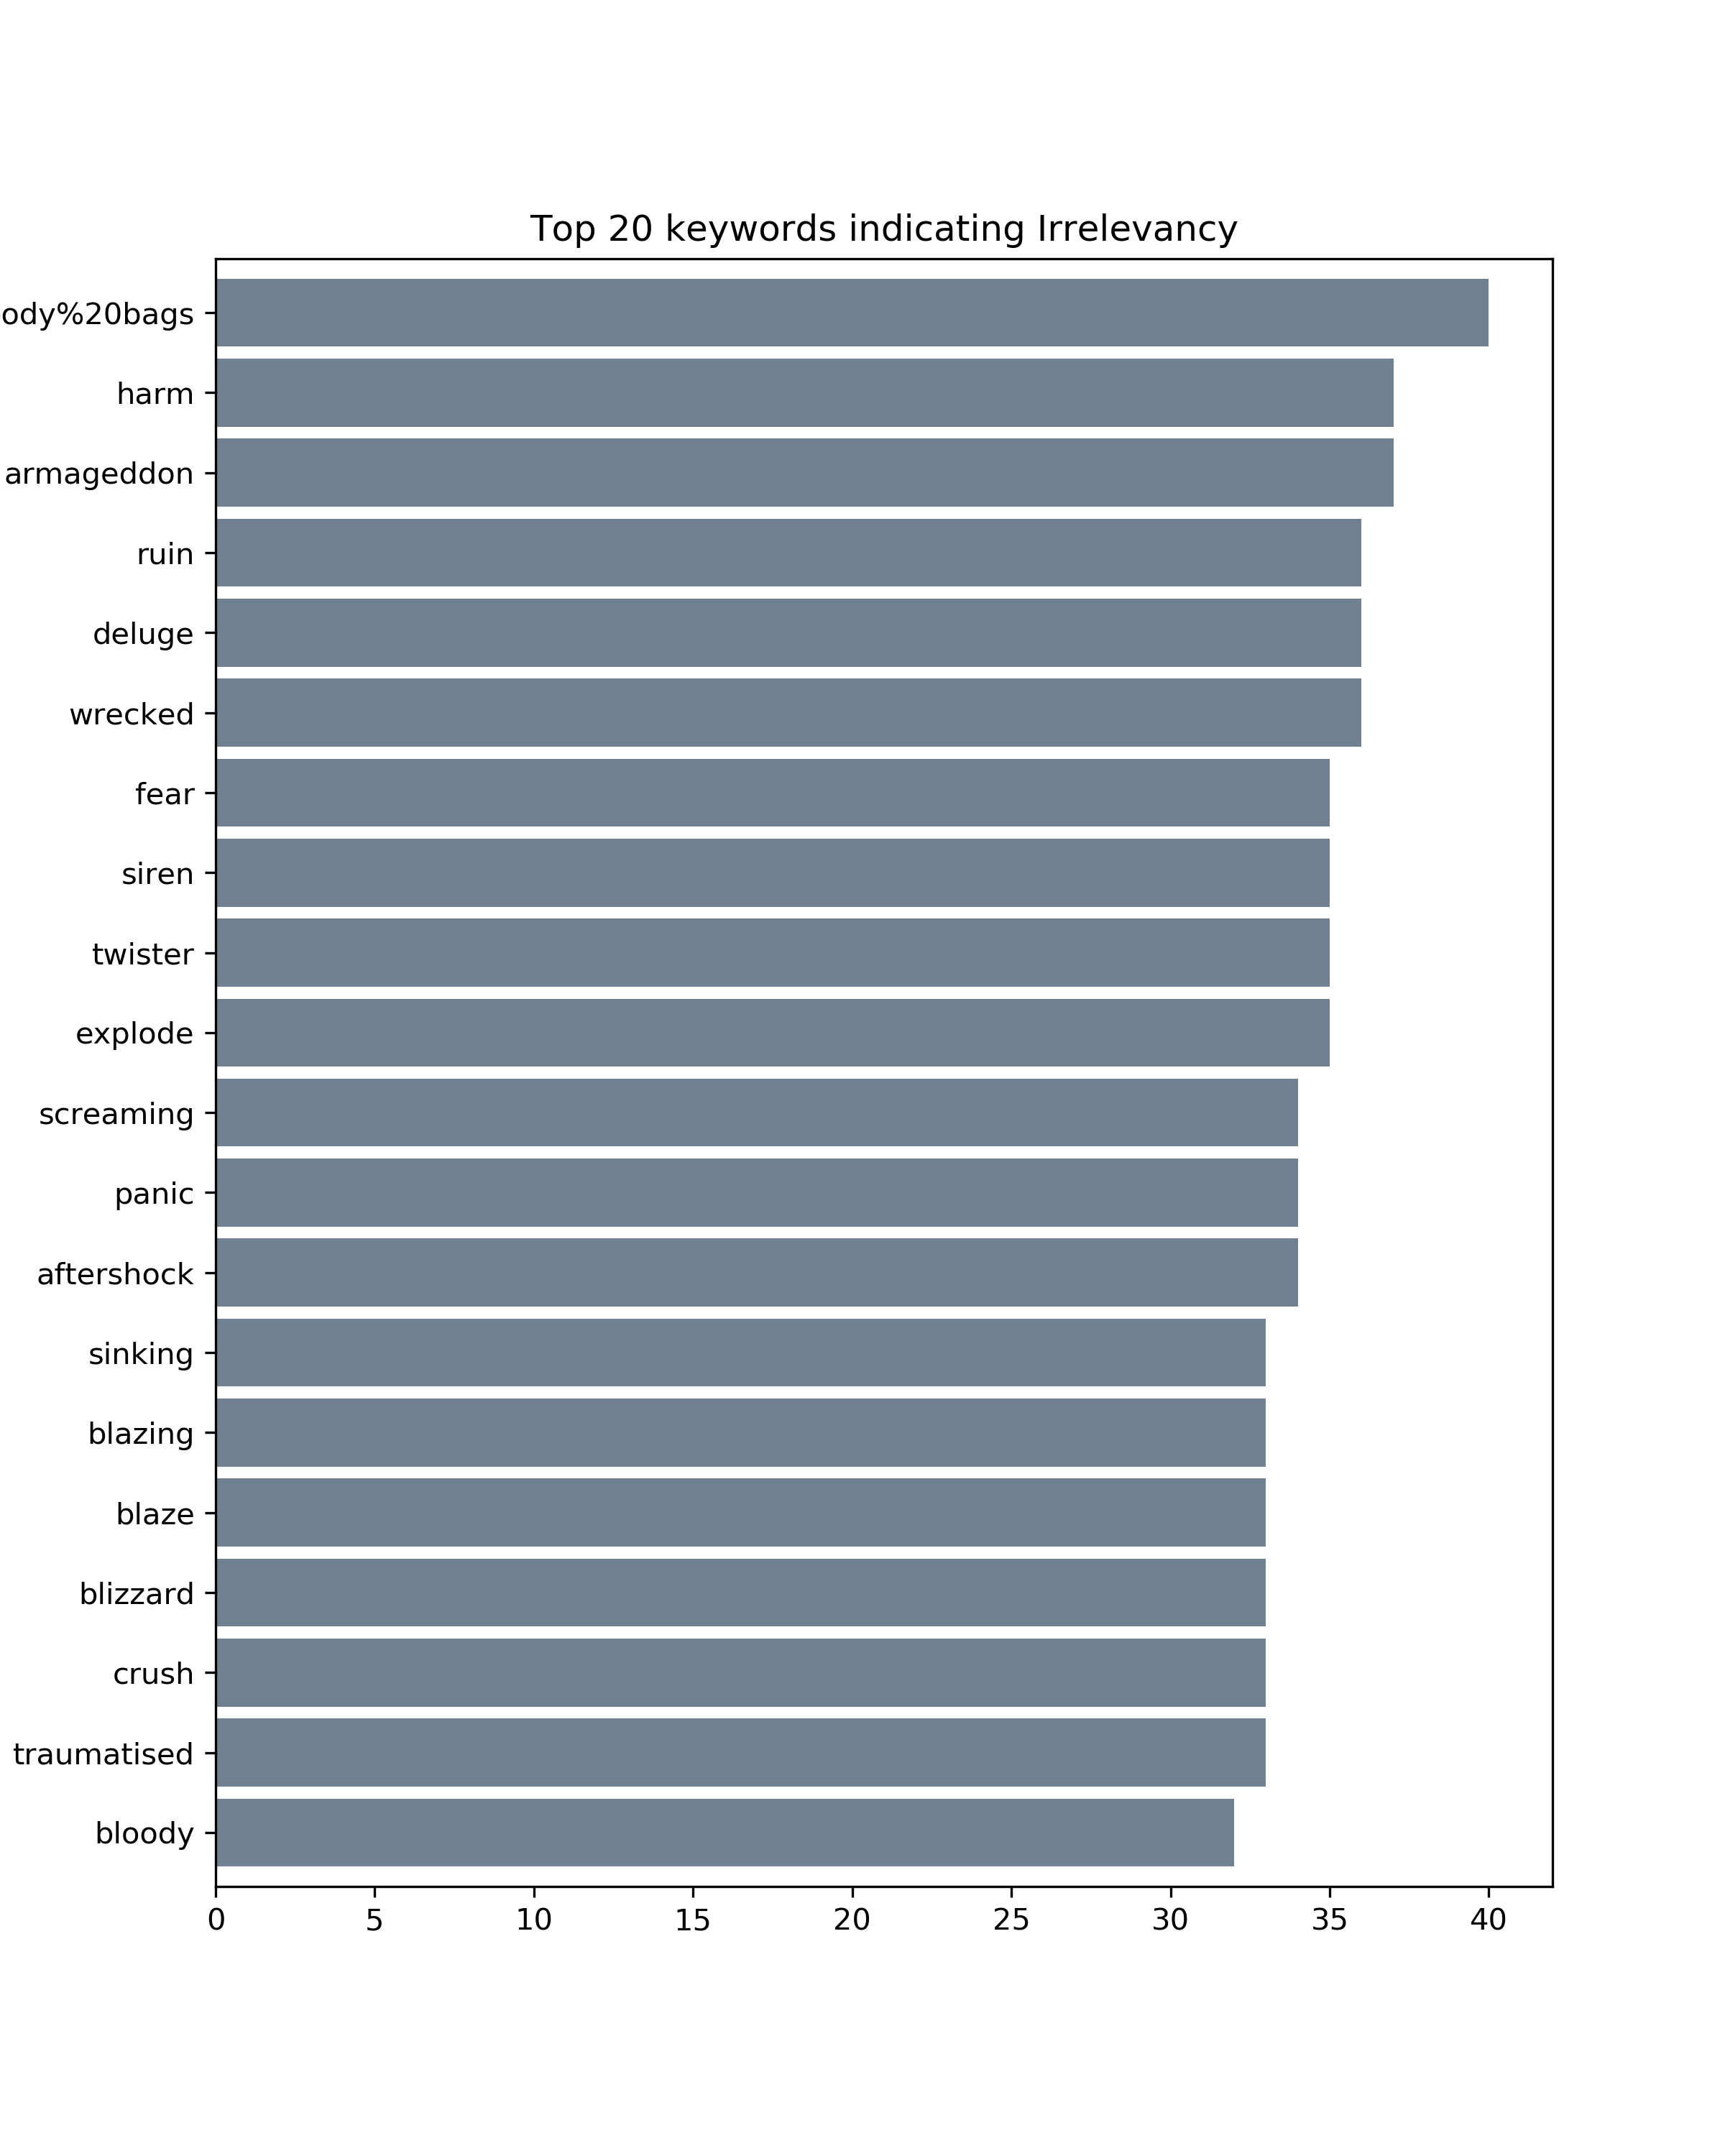 Top 20 keywords indicating Irrelevancy
ody%20bags
harm
armageddon
ruin
deluge
wrecked
fear
siren
twister
explode
screaming
panic
aftershock
sinking
blazing
blaze
blizzard
crush
traumatised
bloody
0 5 10 15 20 25 30 35 40